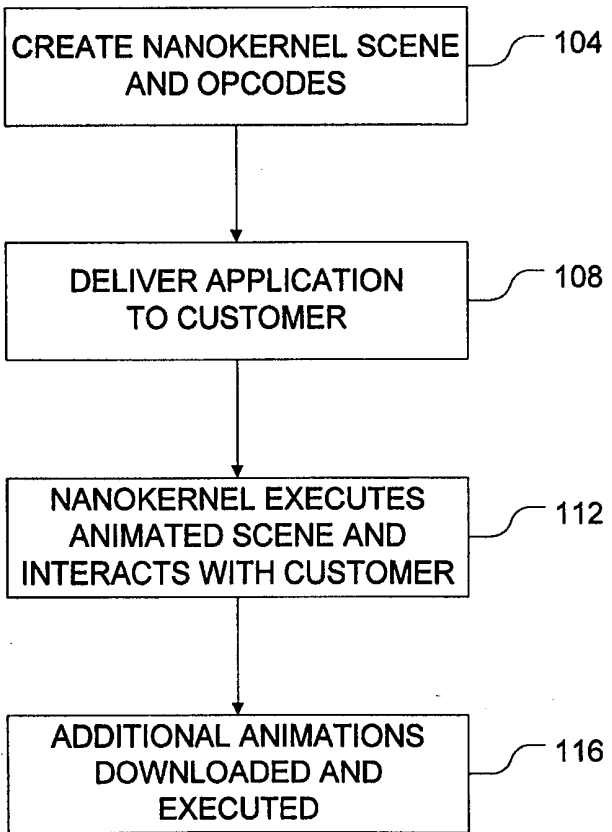 CREATE NANOKERNEL SCENE
AND OPCODES
104
DELIVER APPLICATION
TO CUSTOMER
108
NANOKERNEL EXECUTES
ANIMATED SCENE AND
INTERACTS WITH CUSTOMER
112
ADDITIONAL ANIMATIONS
DOWNLOADED AND
EXECUTED
116